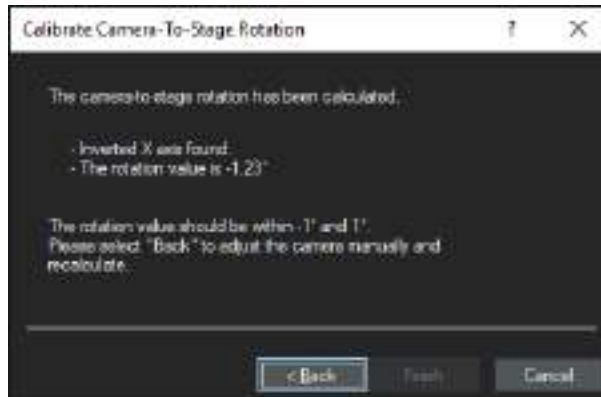 Calibrate Camera-To-Stage Rotation
?
The camera-to-stage rotation has been calculated.
- Inverted X axis found
- The rotation value is -1.23°
The rotation value should be within -1° and 1°.
Please select "Back" to adjust the camera manually and
recalculate.
< Back
Finish
Cancel